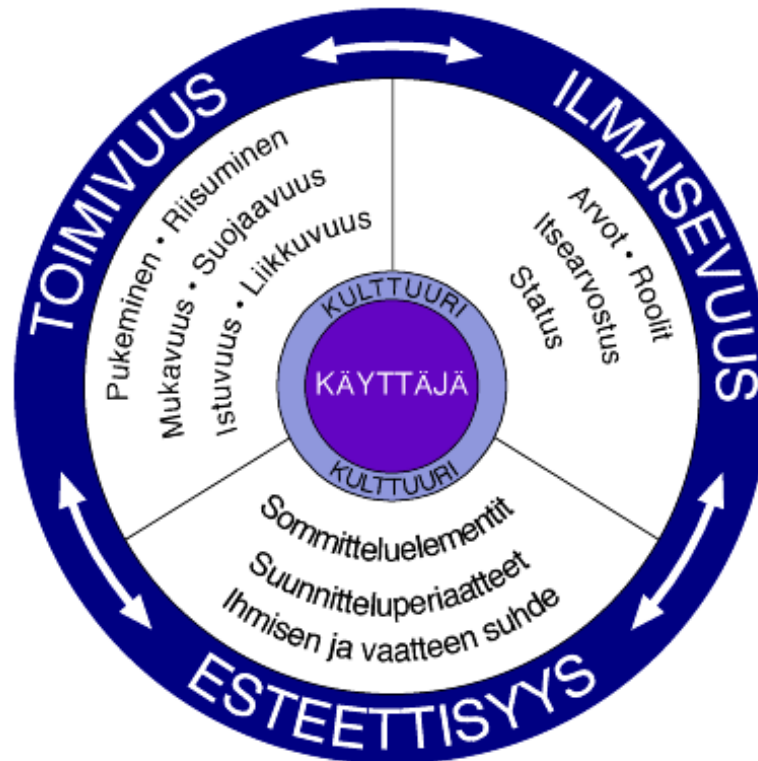 TOIMIVUUS
ILMAISEVUUS
Pukeminen • Riisuminen
Mukavuus • Suojaavuus
Istuvuus • Liikkuvuus
Arvot • Roolit
Itsearvostus
Status
KULTTUURI
KÄYTTÄJÄ
KULTTUURI
Sommitteluelementit
Suunnitteluperiaatteet
Ihmisen ja vaatteen suhde
ESTEETTISYYS